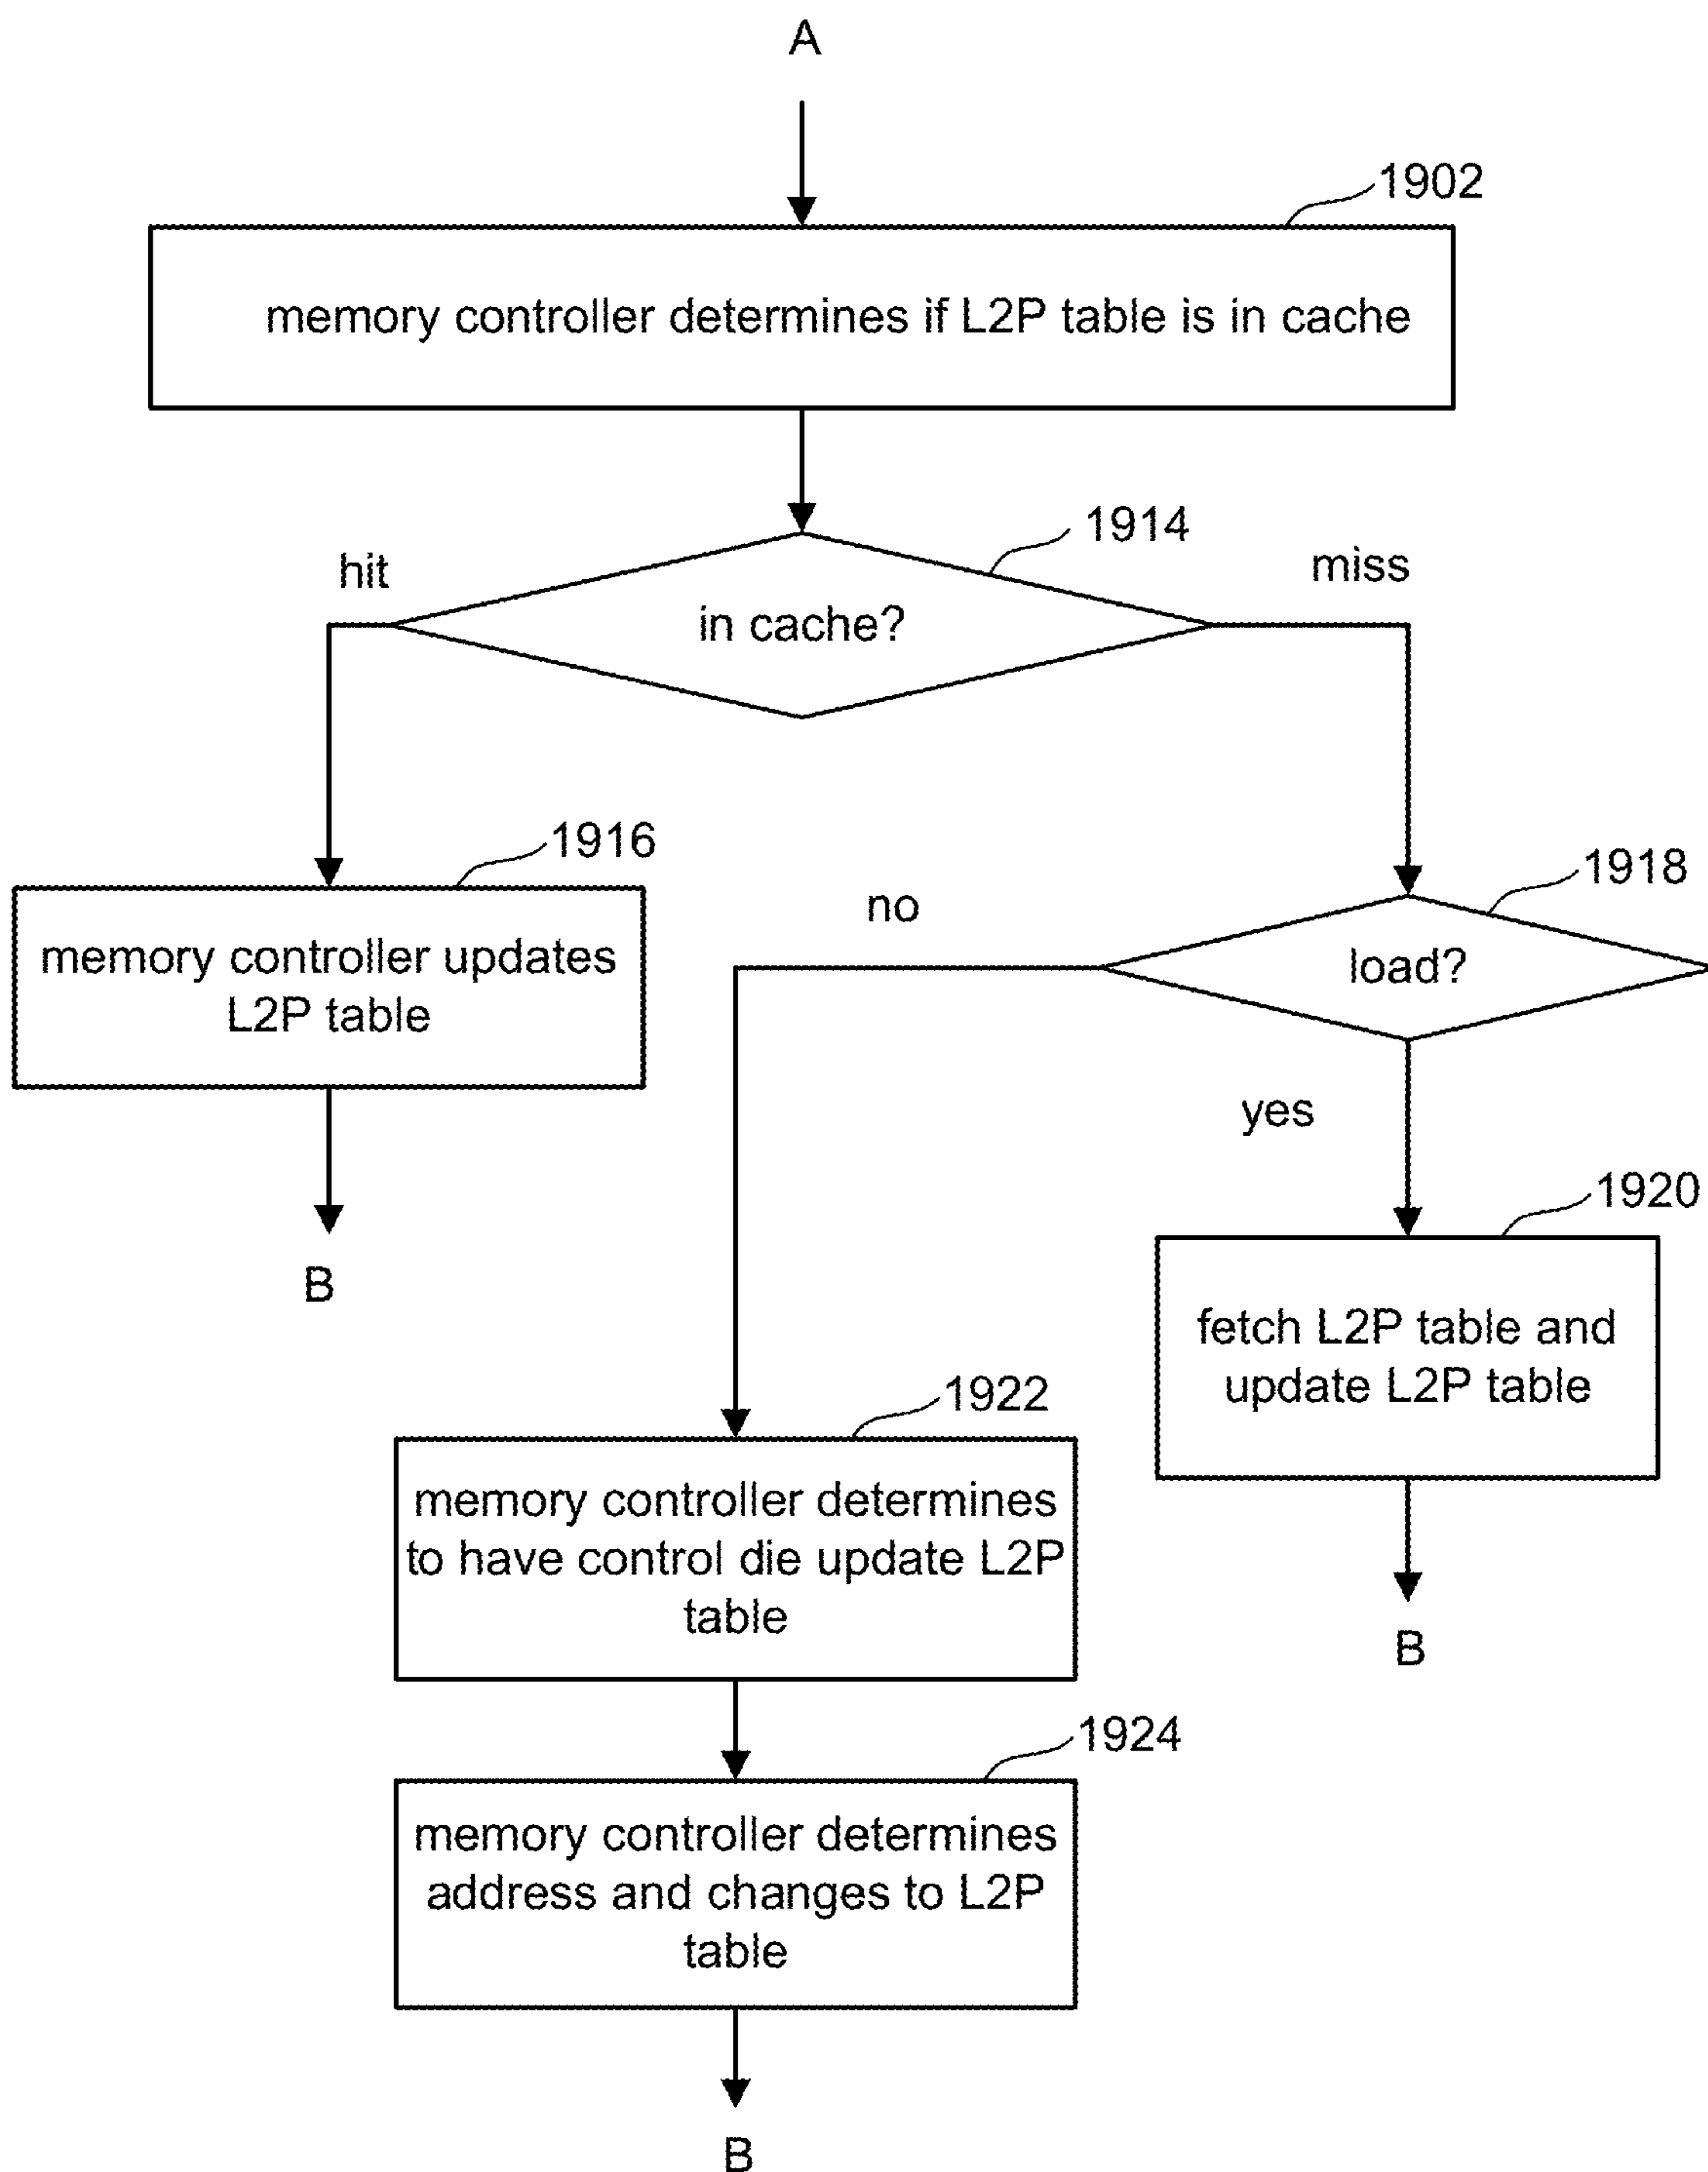 A
1902
memory controller determines if L2P table is in cache
1914
hit
miss
in cache?
1916
memory controller updates
L2P table
B
1918
no
load?
yes
1920
fetch L2P table and
update L2P table
B
1922
memory controller determines
to have control die update L2P
table
1924
memory controller determines
address and changes to L2P
table
B